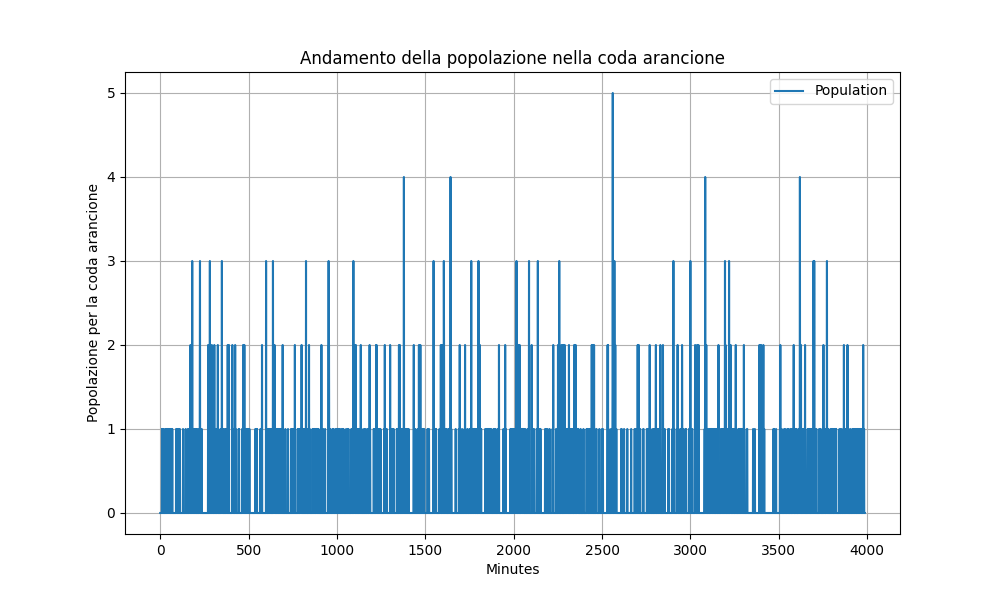 Andamento della popolazione nella coda arancione
Population
Popolazione per la coda arancione
5
4
3
2
1
0
0 500 1000 1500 2000 2500 3000 3500 4000
Minutes